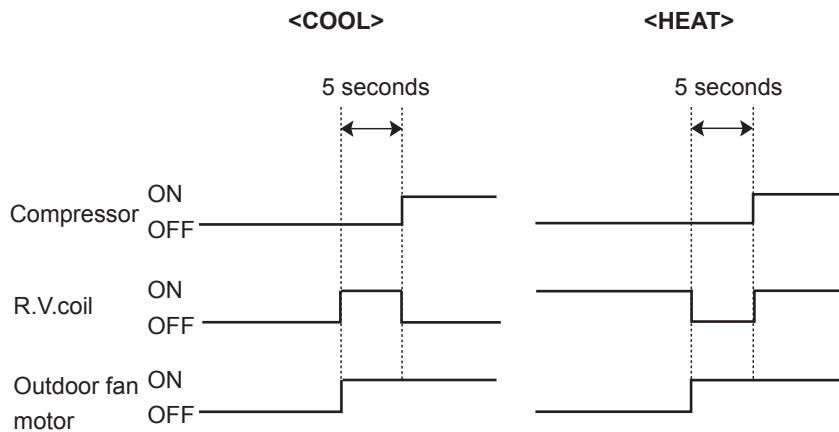 <COOL>
<HEAT>
5 seconds
5 seconds
Compressor
ON
OFF
R.V.coil
ON
OFF
Outdoor fan
motor
ON
OFF